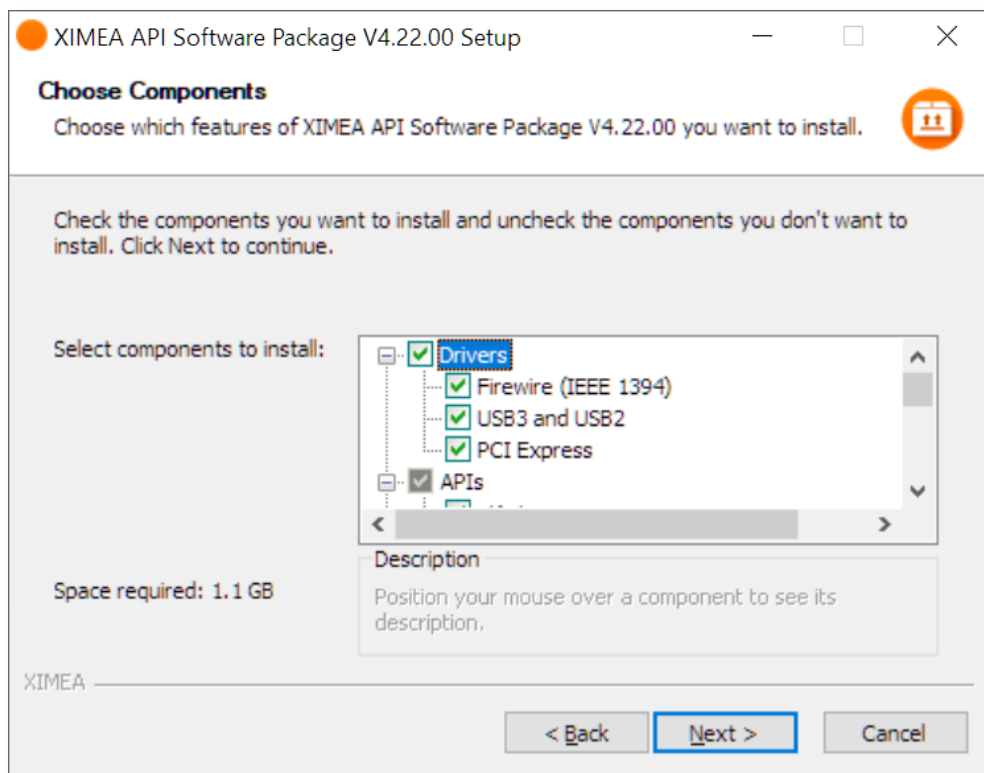 XIMEA API Software Package V4.22.00 Setup
Choose Components
Choose which features of XIMEA API Software Package V4.22.00 you want to install.
Check the components you want to install and uncheck the components you don't want to
install. Click Next to continue.
Select components to install:
Drivers
Firewire (IEEE 1394)
USB3 and USB2
PCI Express
APIs
Space required: 1.1 GB
Description
Position your mouse over a component to see its
description.
XIMEA
< Back
Next >
Cancel